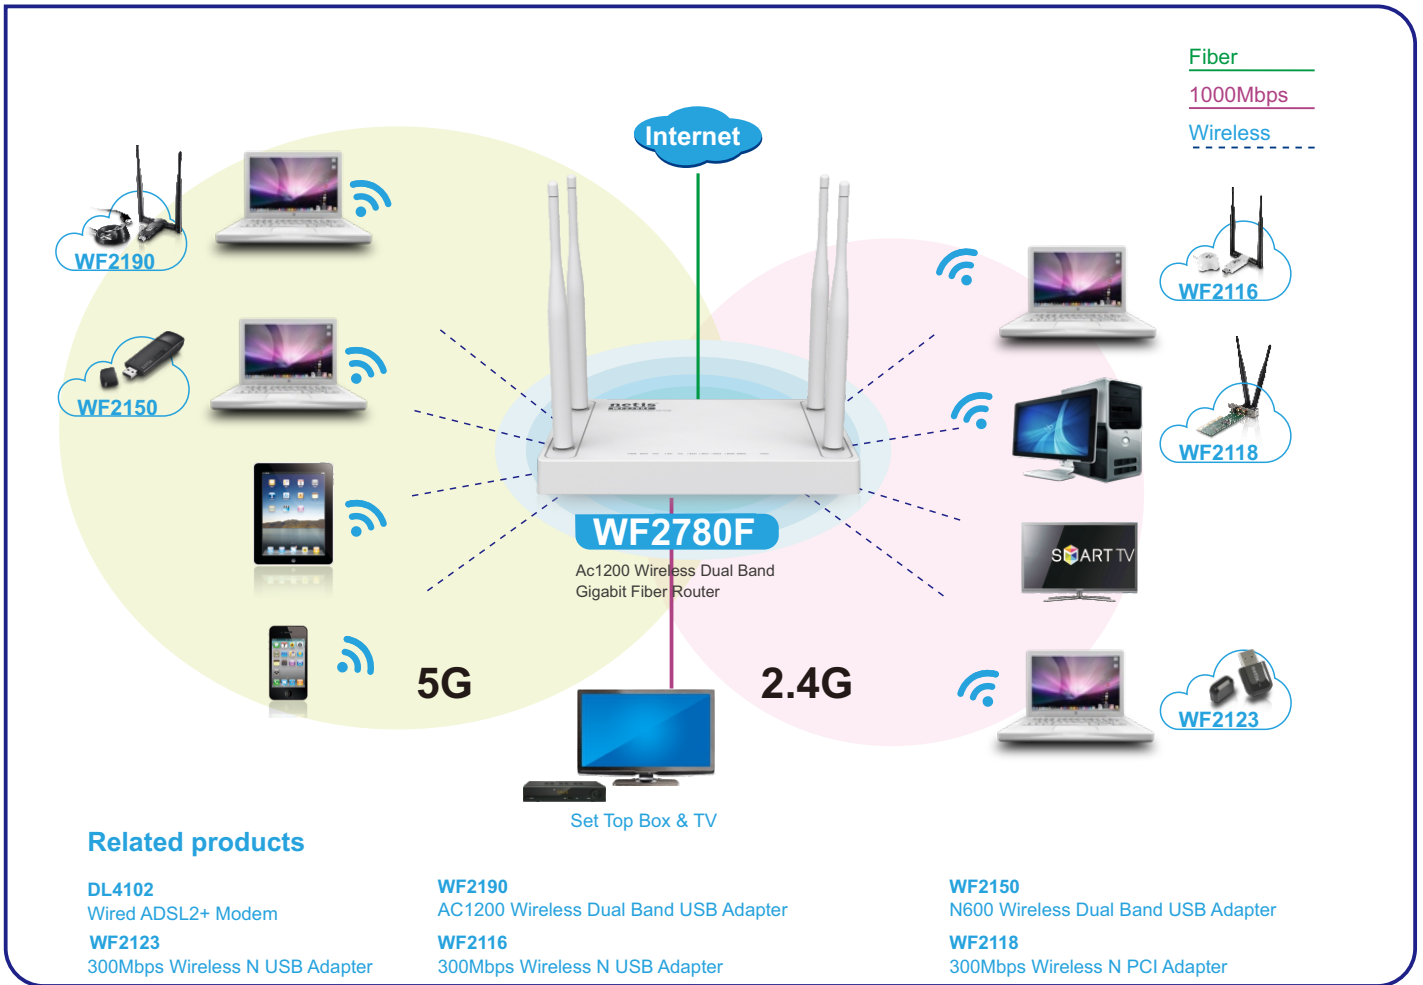 Fiber
1000Mbps
Wireless
Internet
WF2190
WF2116
WF2150
WF2118
netis
WF2780F
Ac1200 Wireless Dual Band
Gigabit Fiber Router
SMART TV
5G
2.4G
WF2123
Set Top Box & TV
Related products
DL4102
Wired ADSL2+ Modem
WF2190
AC1200 Wireless Dual Band USB Adapter
WF2150
N600 Wireless Dual Band USB Adapter
WF2123
300Mbps Wireless N USB Adapter
WF2116
300Mbps Wireless N USB Adapter
WF2118
300Mbps Wireless N PCI Adapter